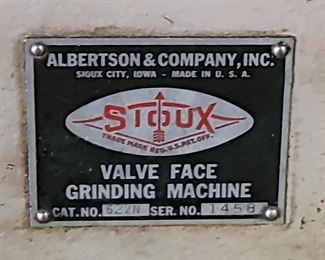 ALBERTSON & COMPANY, INC.
SIOUX CITY, IOWA - MADE IN U. S. A.
SIOUX
TRADE MARK REG. U.S. PAT. OFF.
VALVE FACE
GRINDING MACHINE
CAT. NO. 622N SER. NO. 1458